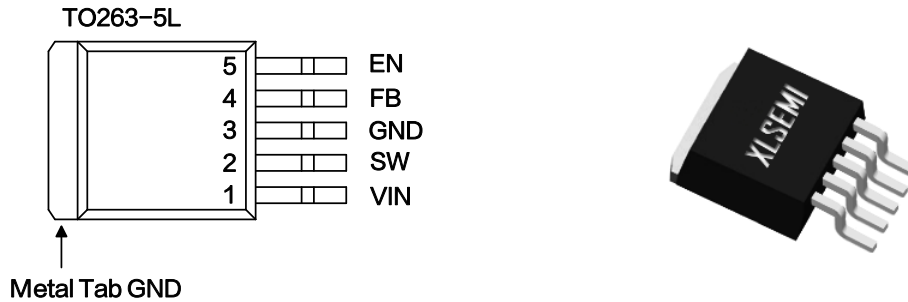 TO263-5L
5 EN
4 FB
3 GND
2 SW
1 VIN
Metal Tab GND
XLSEMI